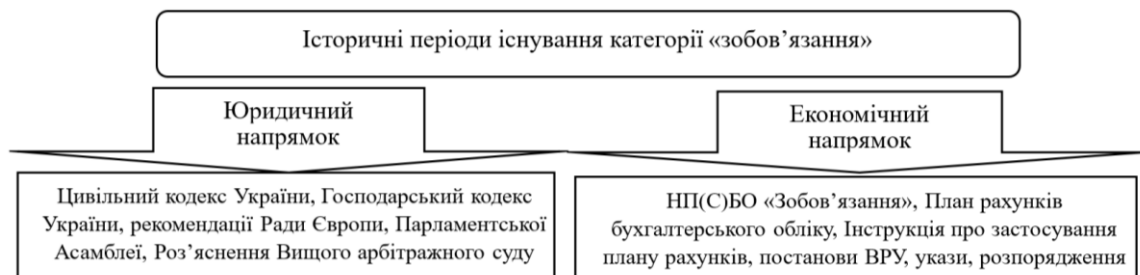 Історичні періоди існування категорії «зобов’язання»
Юридичний
напрямок
Економічний
напрямок
Цивільний кодекс України, Господарський кодекс
України, рекомендації Ради Європи, Парламентської
Асамблеї, Роз’яснення Вищого арбітражного суду
НП(С)БО «Зобов’язання», План рахунків
бухгалтерського обліку, Інструкція про застосування
плану рахунків, постанови ВРУ, укази, розпорядження